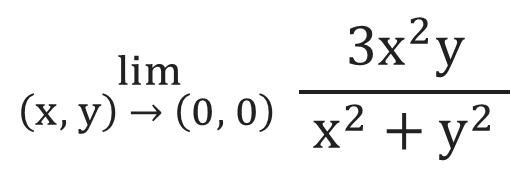 lim
(x, y) → (0, 0)
3x²y
x² + y²